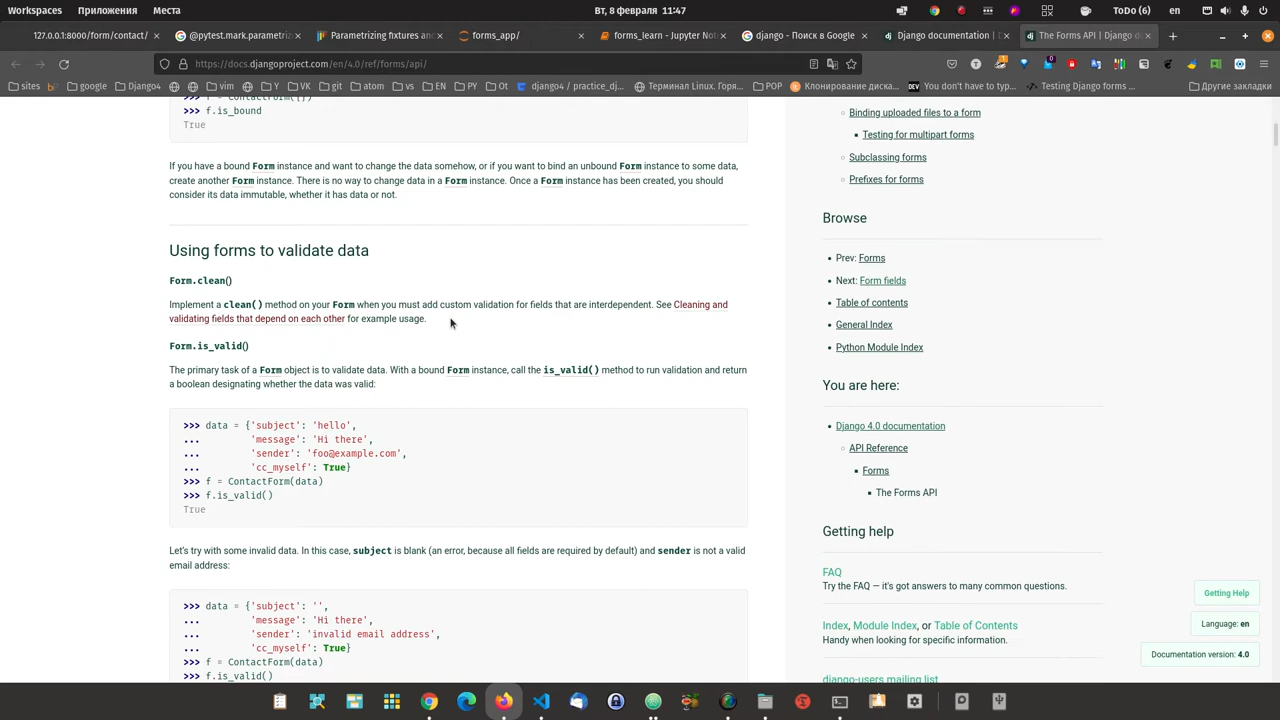 Workspaces Приложения Места Вт, 8 февраля 11:47 ToDo (6) en
127.0.0.1:8000/form/contact/ @pytest.mark.parametriz Parametrizing fixtures anc forms_app/ forms_learn - Jupyter Not django - Поиск в Google Django documentation | D The Forms API | Django d
https://docs.djangoproject.com/en/4.0/ref/forms/api/
sites google Django4 vim Y VK git atom vs EN PY Ot django4 / practice_dj... Терминал Linux. Горя... POP Клонирование диска... You don't have to typ... Testing Django forms ... Другие закладки
>>> f = ContactForm({})
>>> f.is_bound
True
If you have a bound Form instance and want to change the data somehow, or if you want to bind an unbound Form instance to some data,
create another Form instance. There is no way to change data in a Form instance. Once a Form instance has been created, you should
consider its data immutable, whether it has data or not.
Using forms to validate data
Form.clean()
Implement a clean() method on your Form when you must add custom validation for fields that are interdependent. See Cleaning and
validating fields that depend on each other for example usage.
Form.is_valid()
The primary task of a Form object is to validate data. With a bound Form instance, call the is_valid() method to run validation and return
a boolean designating whether the data was valid:
>>> data = {'subject': 'hello',
... 'message': 'Hi there',
... 'sender': 'foo@example.com',
... 'cc_myself': True}
>>> f = ContactForm(data)
>>> f.is_valid()
True
Let's try with some invalid data. In this case, subject is blank (an error, because all fields are required by default) and sender is not a valid
email address:
>>> data = {'subject': '',
... 'message': 'Hi there',
... 'sender': 'invalid email address',
... 'cc_myself': True}
>>> f = ContactForm(data)
>>> f.is_valid()
Binding uploaded files to a form
Testing for multipart forms
Subclassing forms
Prefixes for forms
Browse
Prev: Forms
Next: Form fields
Table of contents
General Index
Python Module Index
You are here:
Django 4.0 documentation
API Reference
Forms
The Forms API
Getting help
FAQ
Try the FAQ — it's got answers to many common questions.
Index, Module Index, or Table of Contents
Handy when looking for specific information.
django-users mailing list
Getting Help
Language: en
Documentation version: 4.0